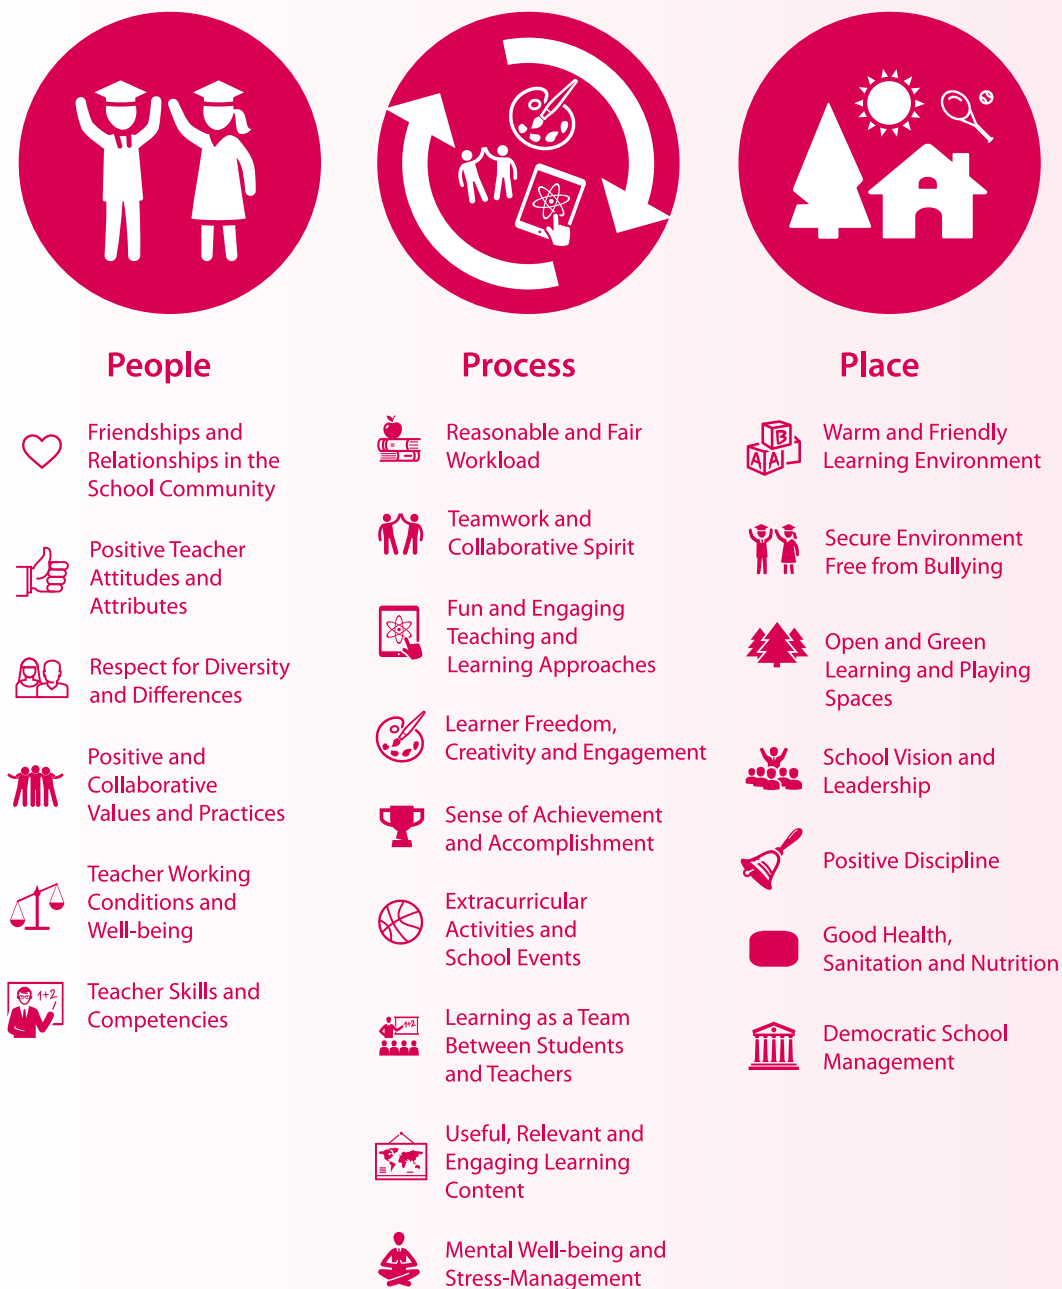 People
Friendships and
Relationships in the
School Community
Positive Teacher
Attitudes and
Attributes
Respect for Diversity
and Differences
Positive and
Collaborative
Values and Practices
Teacher Working
Conditions and
Well-being
1+2
Teacher Skills and
Competencies
Process
Reasonable and Fair
Workload
Teamwork and
Collaborative Spirit
Fun and Engaging
Teaching and
Learning Approaches
Learner Freedom,
Creativity and Engagement
Sense of Achievement
and Accomplishment
Extracurricular
Activities and
School Events
1+2
Learning as a Team
Between Students
and Teachers
Useful, Relevant and
Engaging Learning
Content
Mental Well-being and
Stress-Management
Place
B
A A
Warm and Friendly
Learning Environment
Secure Environment
Free from Bullying
Open and Green
Learning and Playing
Spaces
School Vision and
Leadership
Positive Discipline
Good Health,
Sanitation and Nutrition
Democratic School
Management